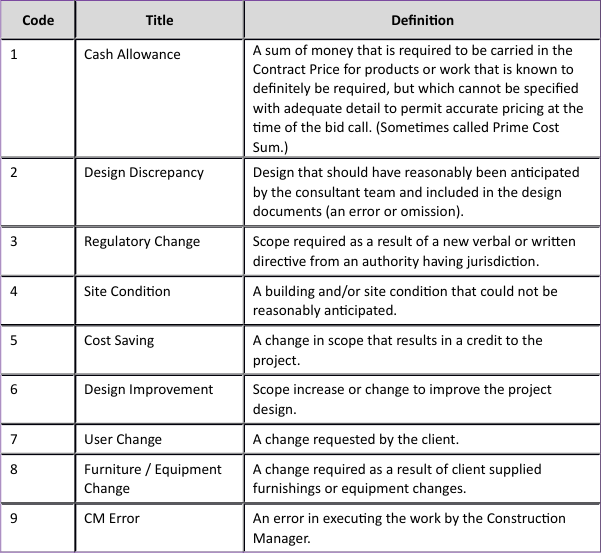 Code Title Definition
1 Cash Allowance A sum of money that is required to be carried in the
Contract Price for products or work that is known to
definitely be required, but which cannot be specified
with adequate detail to permit accurate pricing at the
time of the bid call. (Sometimes called Prime Cost
Sum.)
2 Design Discrepancy Design that should have reasonably been anticipated
by the consultant team and included in the design
documents (an error or omission).
3 Regulatory Change Scope required as a result of a new verbal or written
directive from an authority having jurisdiction.
4 Site Condition A building and/or site condition that could not be
reasonably anticipated.
5 Cost Saving A change in scope that results in a credit to the
project.
6 Design Improvement Scope increase or change to improve the project
design.
7 User Change A change requested by the client.
8 Furniture / Equipment A change required as a result of client supplied
Change furnishings or equipment changes.
9 CM Error An error in executing the work by the Construction
Manager.